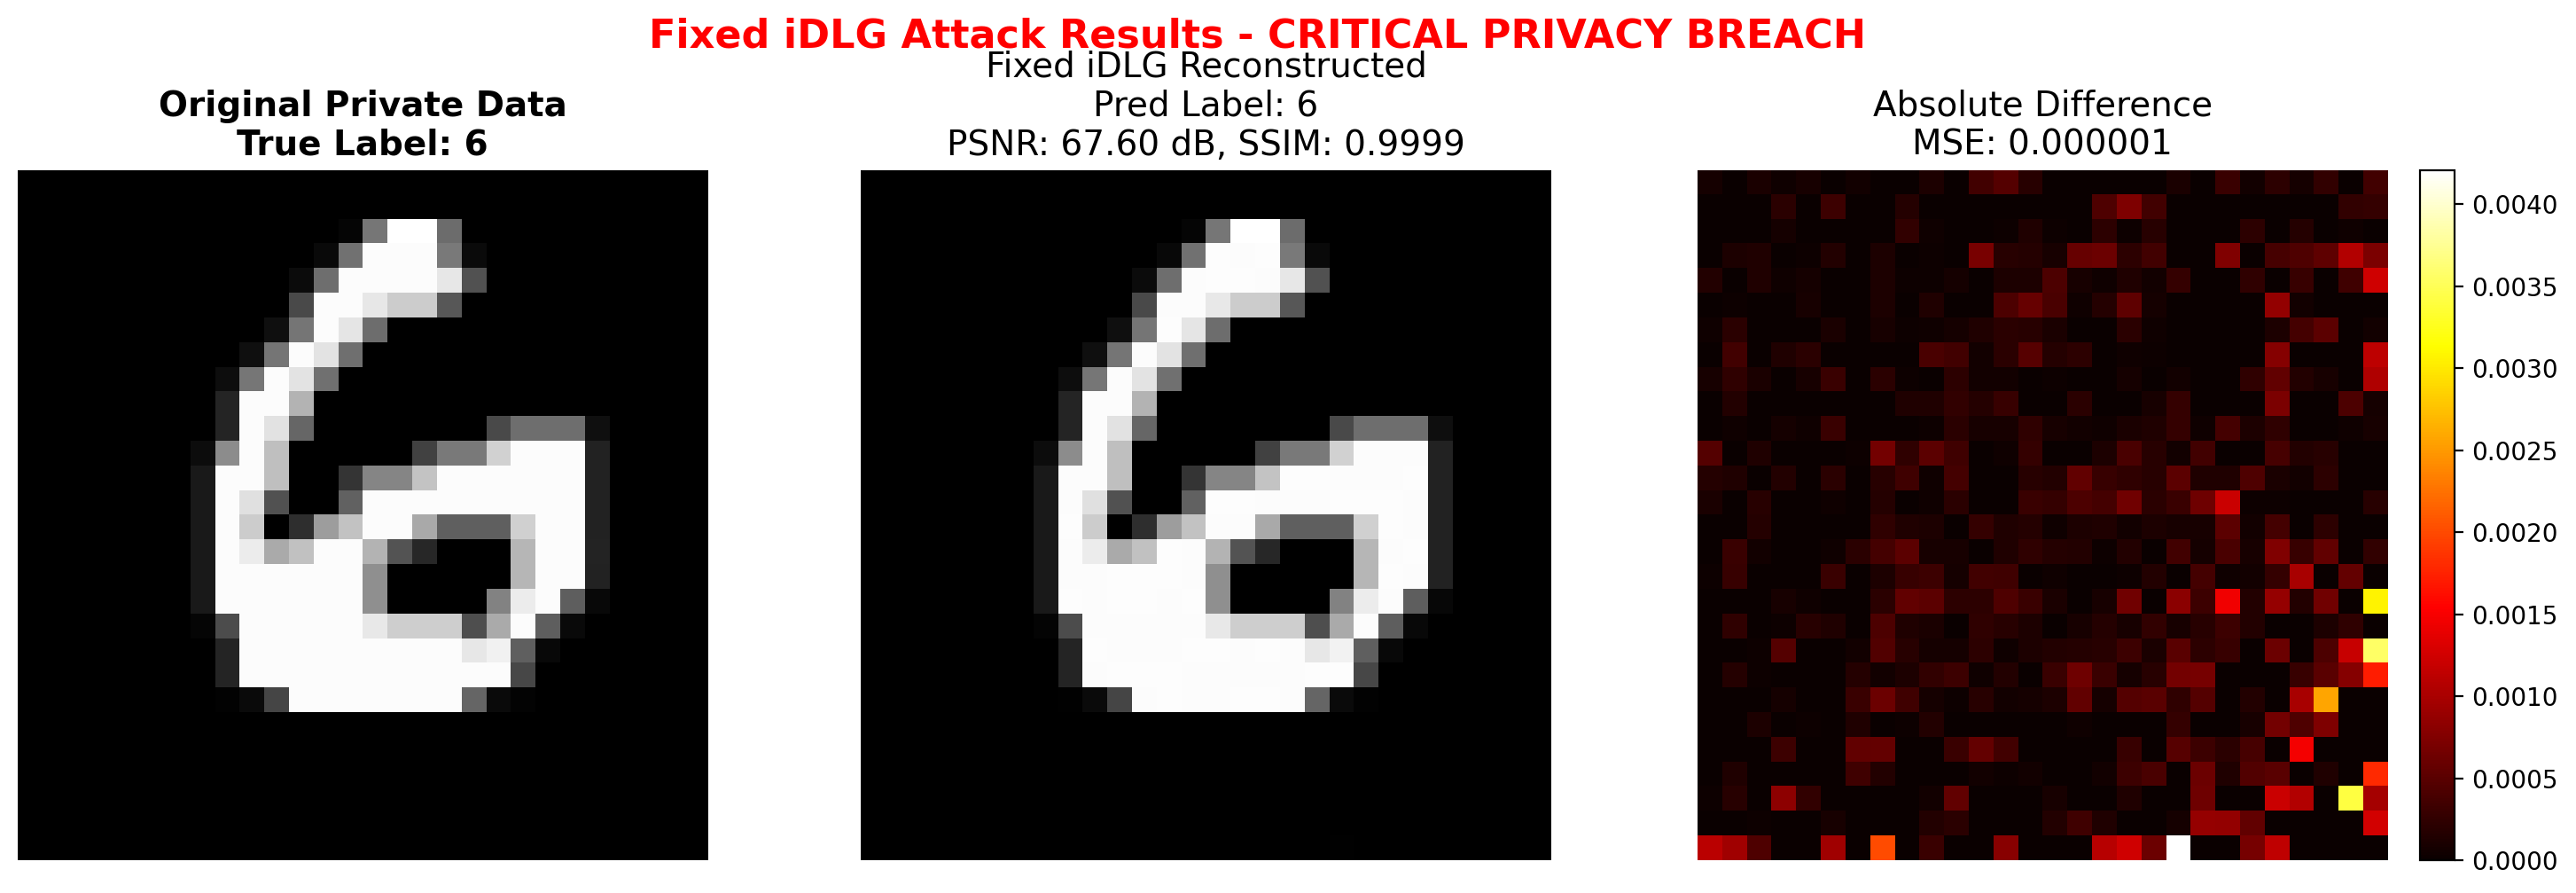 Fixed iDLG Attack Results - CRITICAL PRIVACY BREACH
Original Private Data
True Label: 6
Fixed iDLG Reconstructed
Pred Label: 6
PSNR: 67.60 dB, SSIM: 0.9999
Absolute Difference
MSE: 0.000001
0.0040
0.0035
0.0030
0.0025
0.0020
0.0015
0.0010
0.0005
0.0000